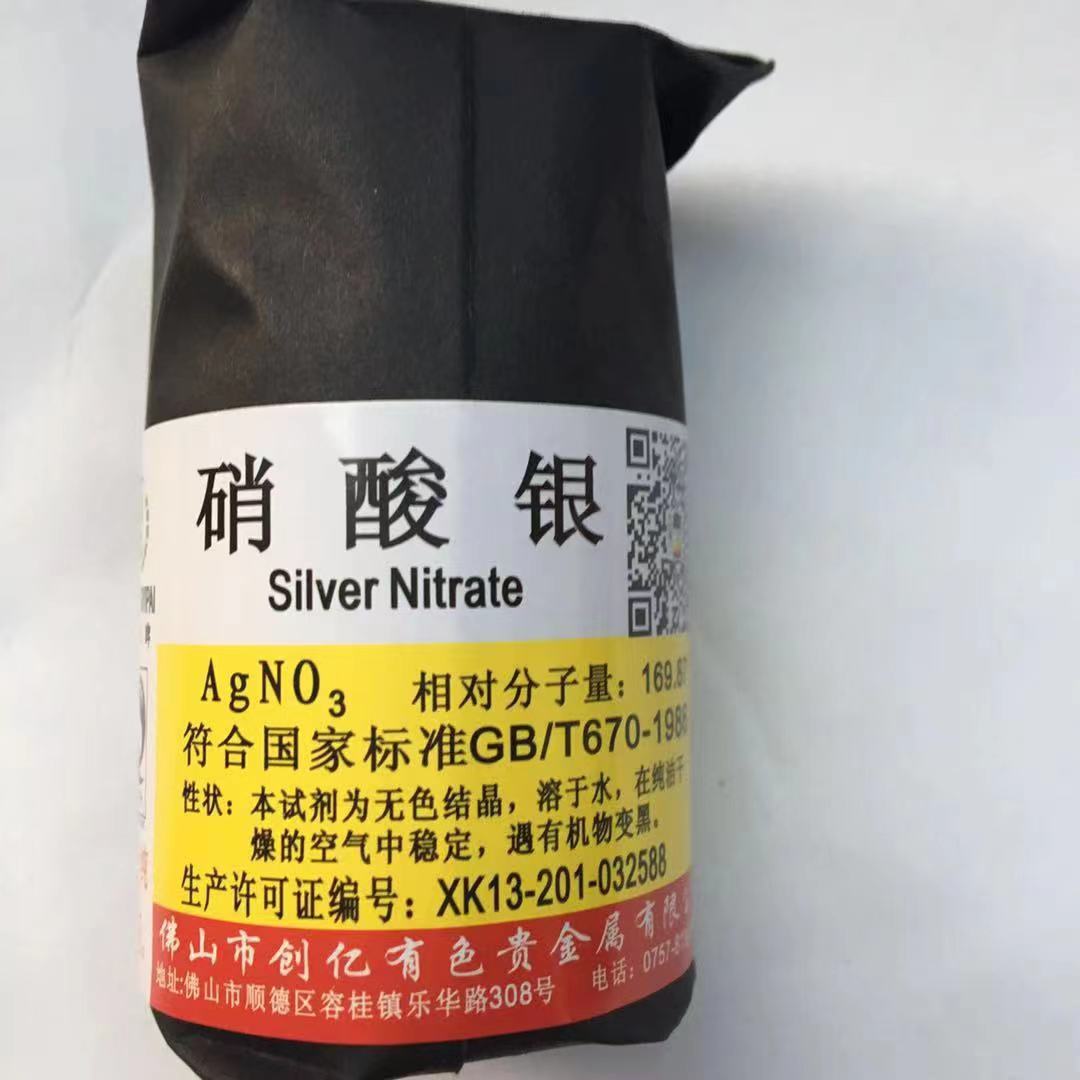 硝酸银
Silver Nitrate
AgNO₃ 相对分子量：169.87
符合国家标准GB/T670-1986
性状：本试剂为无色结晶，溶于水，在纯洁干
燥的空气中稳定，遇有机物变黑。
生产许可证编号：XK13-201-032588
佛山市创亿有色贵金属有限
地址:佛山市顺德区容桂镇乐华路308号 电话：0757-8